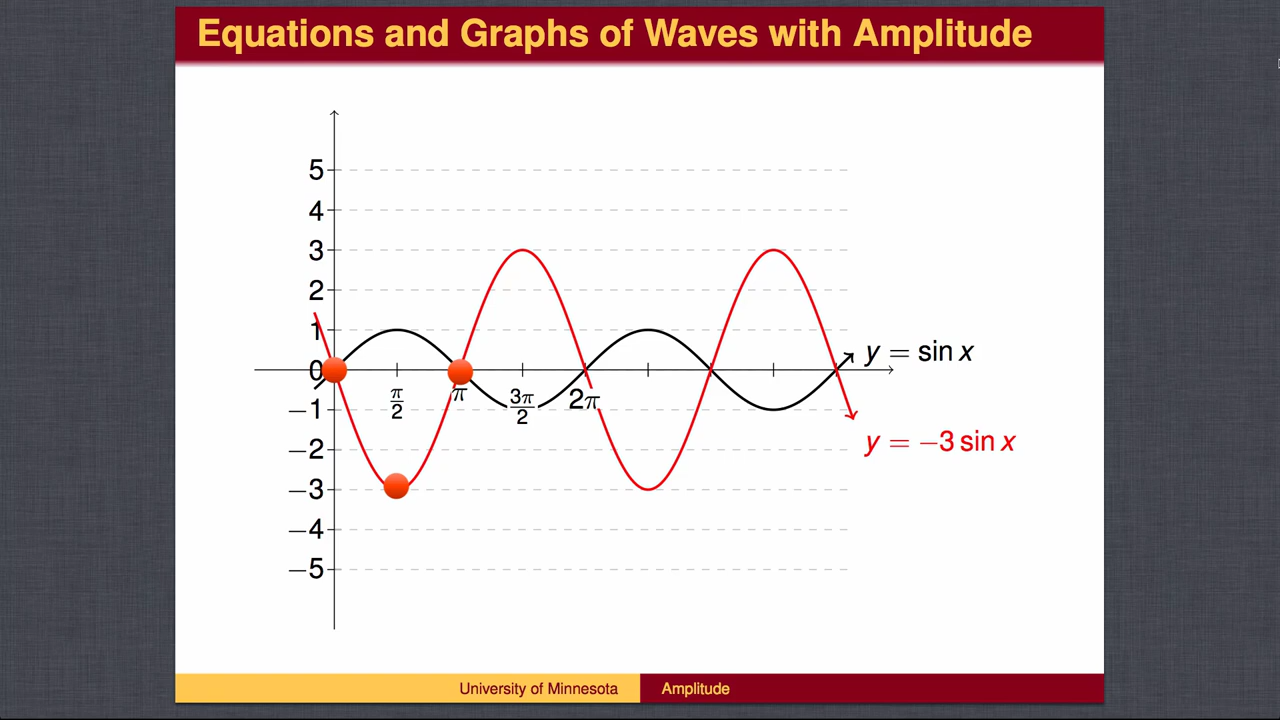 Equations and Graphs of Waves with Amplitude
5
4
3
2
1
0
−1
−2
−3
−4
−5
π/2
π
3π/2
2π
y = sin x
y = −3 sin x
University of Minnesota
Amplitude